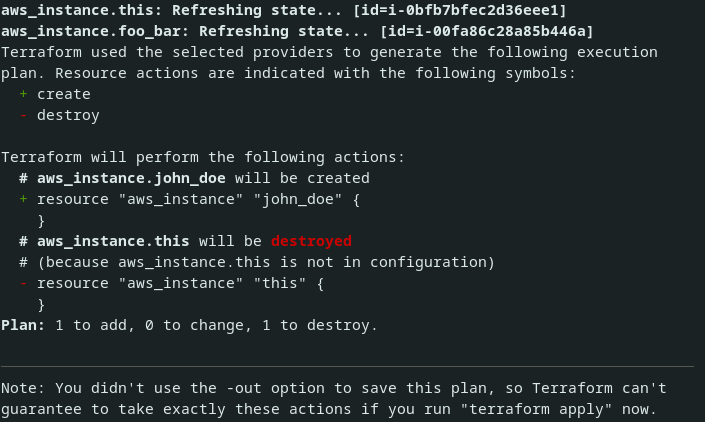 aws_instance.this: Refreshing state... [id=i-0bfb7bfec2d36eee1]
aws_instance.foo_bar: Refreshing state... [id=i-00fa86c28a85b446a]
Terraform used the selected providers to generate the following execution
plan. Resource actions are indicated with the following symbols:
  + create
  - destroy

Terraform will perform the following actions:
  # aws_instance.john_doe will be created
  + resource "aws_instance" "john_doe" {
    }
  # aws_instance.this will be destroyed
  # (because aws_instance.this is not in configuration)
  - resource "aws_instance" "this" {
    }
Plan: 1 to add, 0 to change, 1 to destroy.

Note: You didn't use the -out option to save this plan, so Terraform can't
guarantee to take exactly these actions if you run "terraform apply" now.